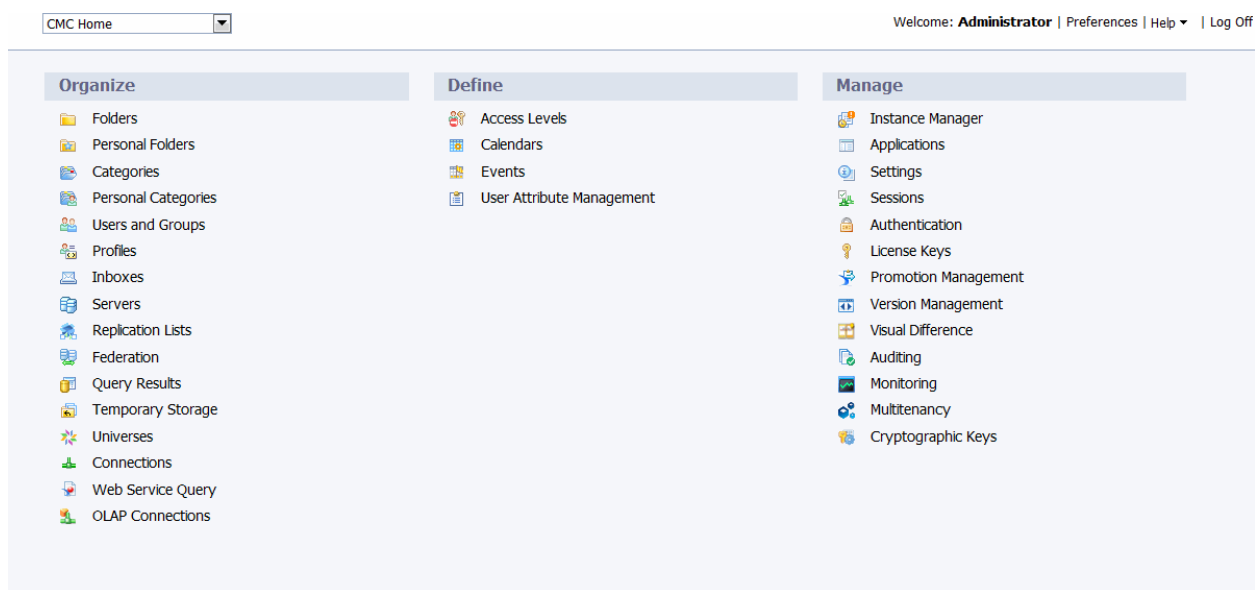 CMC Home
Welcome: Administrator | Preferences | Help | Log Off
Organize
Folders
Personal Folders
Categories
Personal Categories
Users and Groups
Profiles
Inboxes
Servers
Replication Lists
Federation
Query Results
Temporary Storage
Universes
Connections
Web Service Query
OLAP Connections
Define
Access Levels
Calendars
Events
User Attribute Management
Manage
Instance Manager
Applications
Settings
Sessions
Authentication
License Keys
Promotion Management
Version Management
Visual Difference
Auditing
Monitoring
Multitenancy
Cryptographic Keys